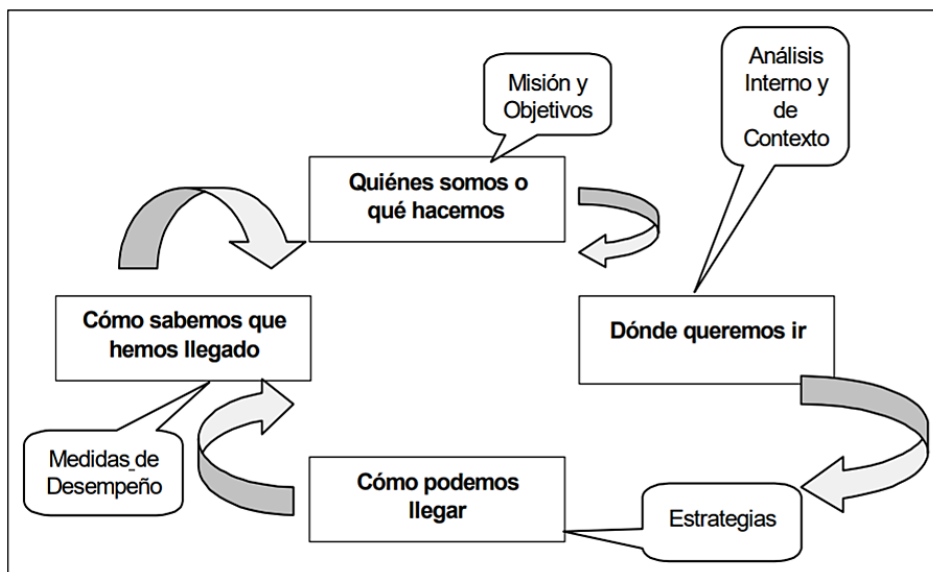 Misión y
Objetivos
Análisis
Interno y
de
Contexto
Quiénes somos o
qué hacemos
Cómo sabemos que
hemos llegado
Dónde queremos ir
Medidas de
Desempeño
Cómo podemos
llegar
Estrategias